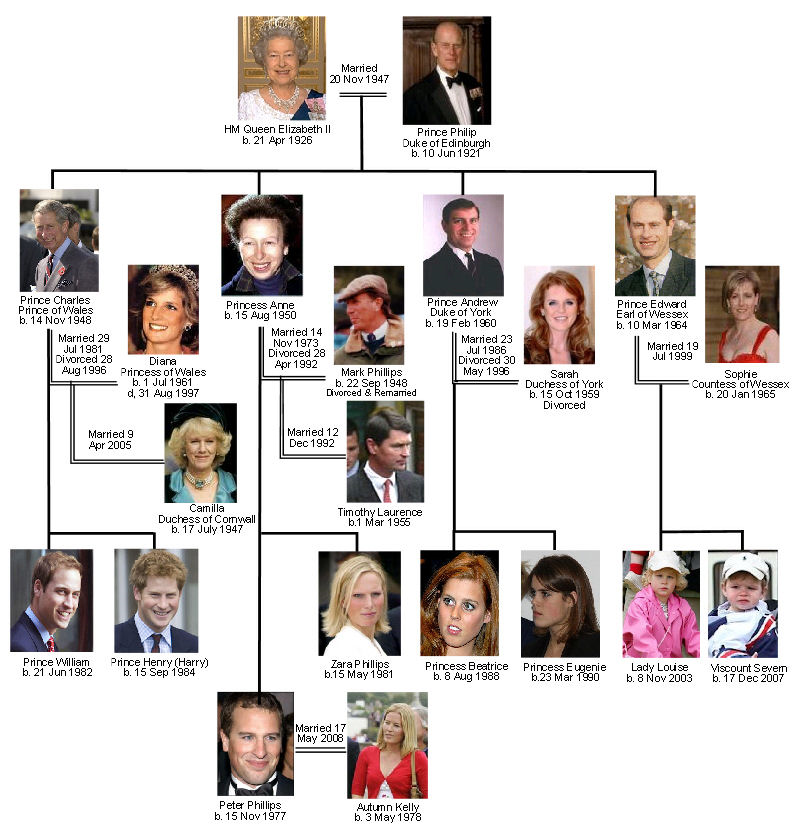 Married
20 Nov 1947
HM Queen Elizabeth II
b. 21 Apr 1926
Prince Philip
Duke of Edinburgh
b. 10 Jun 1921
Prince Charles
Prince of Wales
b. 14 Nov 1948
Princess Anne
b. 15 Aug 1950
Prince Andrew
Duke of York
b. 19 Feb 1960
Prince Edward
Earl of Wessex
b. 10 Mar 1964
Married 29
Jul 1981
Divorced 28
Aug 1996
Diana
Princess of Wales
b. 1 Jul 1961
d, 31 Aug 1997
Married 14
Nov 1973
Divorced 28
Apr 1992
Mark Phillips
b. 22 Sep 1948
Divorced & Remarried
Married 23
Jul 1986
Divorced 30
May 1996
Sarah
Duchess of York
b. 15 Oct 1959
Divorced
Married 19
Jul 1999
Sophie
Countess of Wessex
b. 20 Jan 1965
Married 9
Apr 2005
Camilla
Duchess of Cornwall
b. 17 July 1947
Married 12
Dec 1992
Timothy Laurence
b.1 Mar 1955
Prince William
b. 21 Jun 1982
Prince Henry (Harry)
b. 15 Sep 1984
Zara Phillips
b.15 May 1981
Princess Beatrice
b. 8 Aug 1988
Princess Eugenie
b.23 Mar 1990
Lady Louise
b. 8 Nov 2003
Viscount Severn
b. 17 Dec 2007
Married 17
May 2008
Peter Phillips
b. 15 Nov 1977
Autumn Kelly
b. 3 May 1978